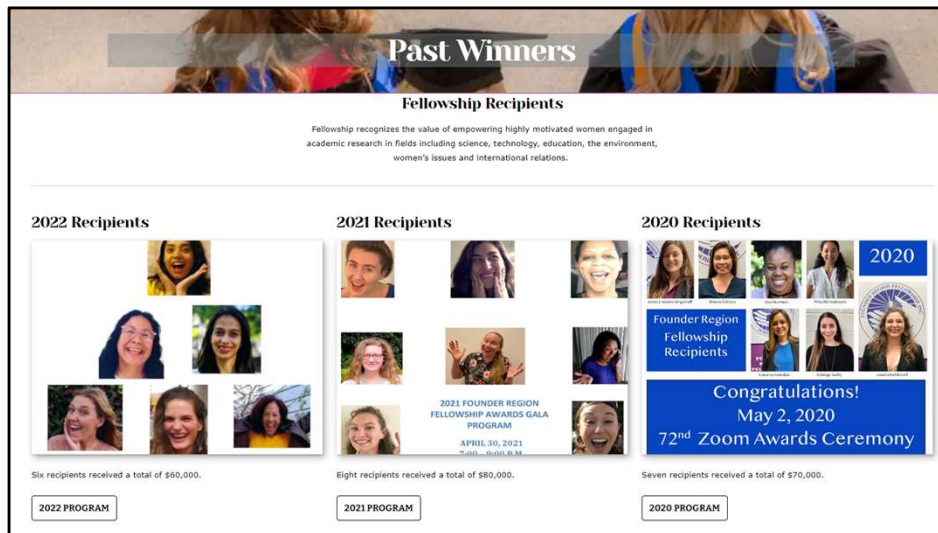 Past Winners
Fellowship Recipients
Fellowship recognizes the value of empowering highly motivated women engaged in
academic research in fields including science, technology, education, the environment,
women's issues and international relations.
2022 Recipients
2021 Recipients
2021 FOUNDER REGION
FELLOWSHIP AWARDS GALA
PROGRAM
APRIL 30, 2021
7:00 – 9:00 P.M.
2020 Recipients
2020
Founder Region
Fellowship
Recipients
Congratulations!
May 2, 2020
72nd Zoom Awards Ceremony
Six recipients received a total of $60,000.
Eight recipients received a total of $80,000.
Seven recipients received a total of $70,000.
2022 PROGRAM
2021 PROGRAM
2020 PROGRAM